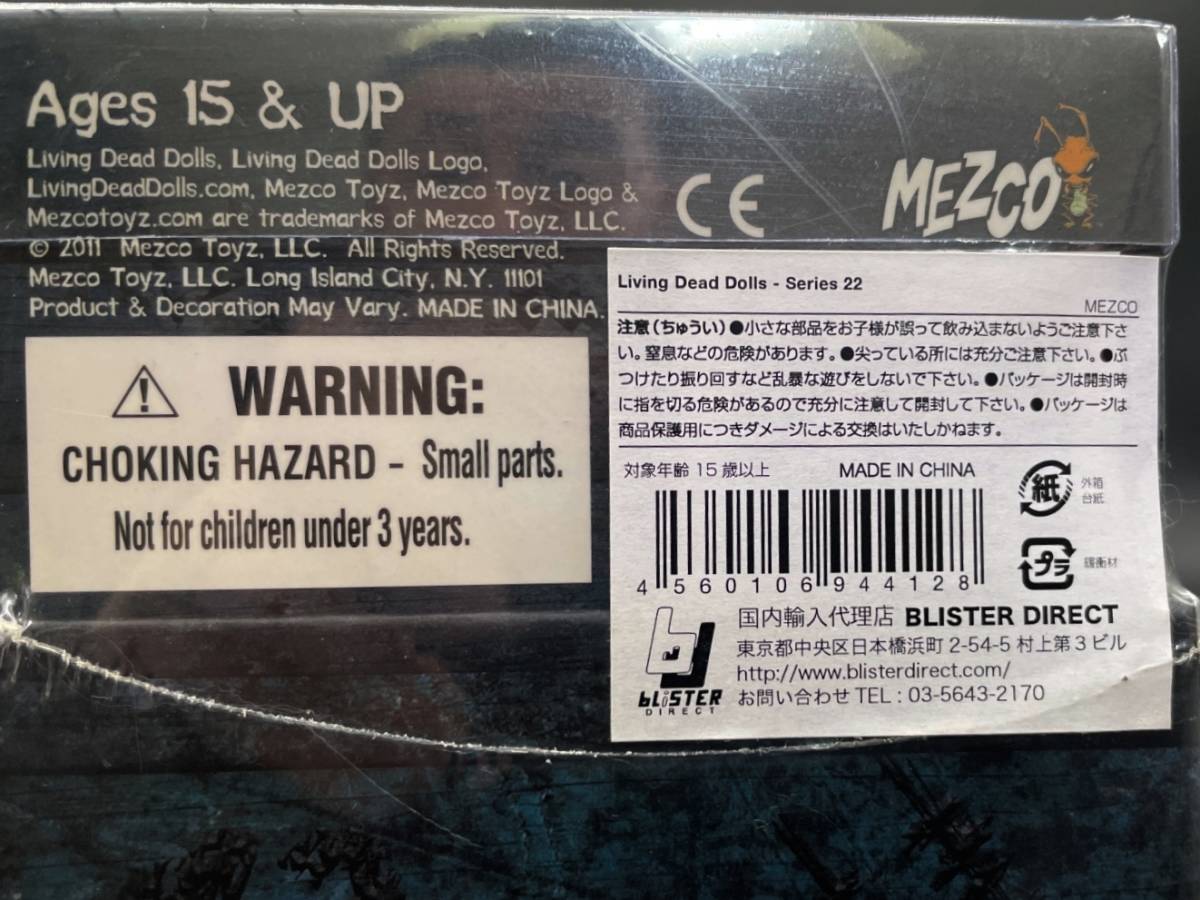 Ages 15 & UP
Living Dead Dolls, Living Dead Dolls Logo,
LivingDeadDolls.com, Mezco Toyz, Mezco Toyz Logo &
Mezcotoyz.com are trademarks of Mezco Toyz, LLC.
© 2011 Mezco Toyz, LLC. All Rights Reserved.
Mezco Toyz, LLC. Long Island City, N.Y. 11101
Product & Decoration May Vary. MADE IN CHINA.
CE
MEZCO
WARNING:
CHOKING HAZARD - Small parts.
Not for children under 3 years.
Living Dead Dolls - Series 22
MEZCO
注意(ちゅうい)●小さな部品をお子様が誤って飲み込まないようご注意下さ
い。窒息などの危険があります。●尖っている所には充分ご注意下さい。●ぶ
つけたり振り回すなど乱暴な遊びをしないで下さい。●パッケージは開封時
に指を切る危険があるので充分に注意して開封して下さい。●パッケージは
商品保護用につきダメージによる交換はいたしかねます。
対象年齢 15 歳以上 MADE IN CHINA
紙 外箱
台紙
プラ 緩衝材
4 560106 944128
国内輸入代理店 BLISTER DIRECT
東京都中央区日本橋浜町 2-54-5 村上第3ビル
http://www.blisterdirect.com/
お問い合わせ TEL : 03-5643-2170
bLiSTER
DIRECT